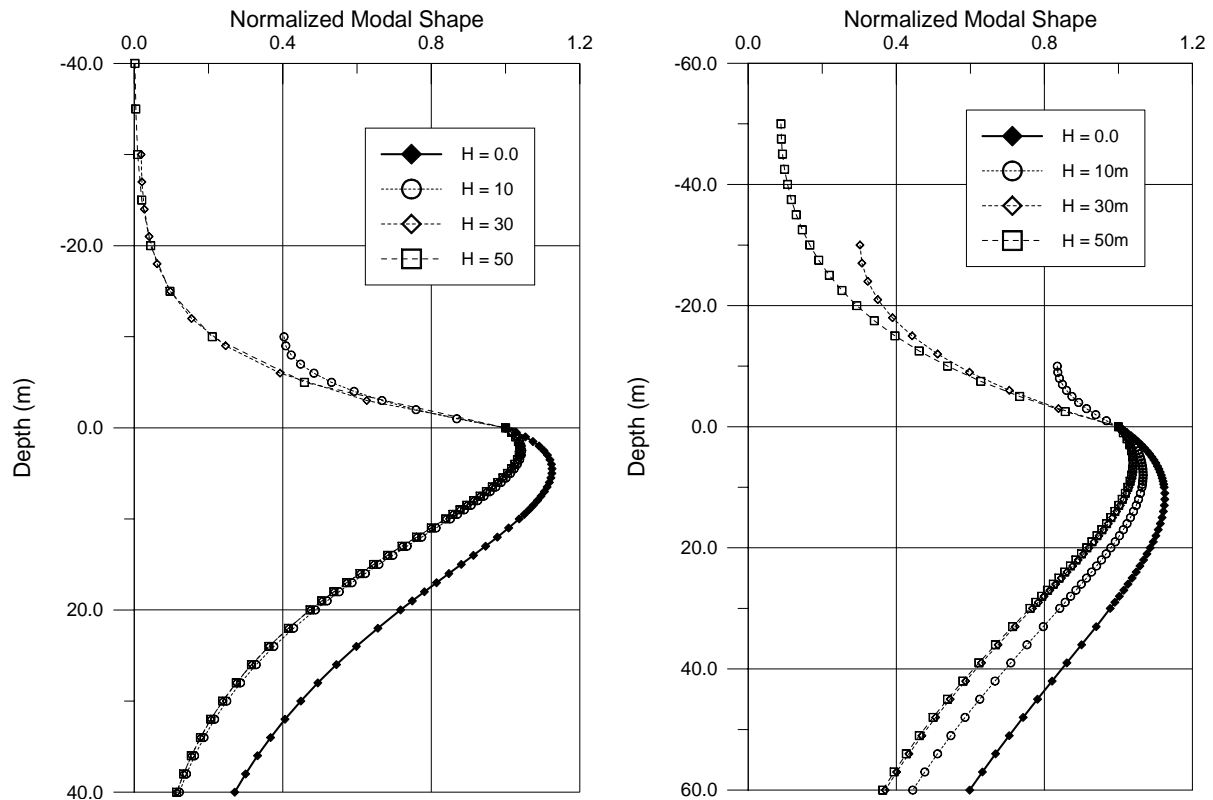 Normalized Modal Shape
0.0 0.4 0.8 1.2
-40.0
-20.0
0.0
20.0
40.0
Depth (m)
H = 0.0
H = 10
H = 30
H = 50
Normalized Modal Shape
0.0 0.4 0.8 1.2
-60.0
-40.0
-20.0
0.0
20.0
40.0
60.0
Depth (m)
H = 0.0
H = 10m
H = 30m
H = 50m